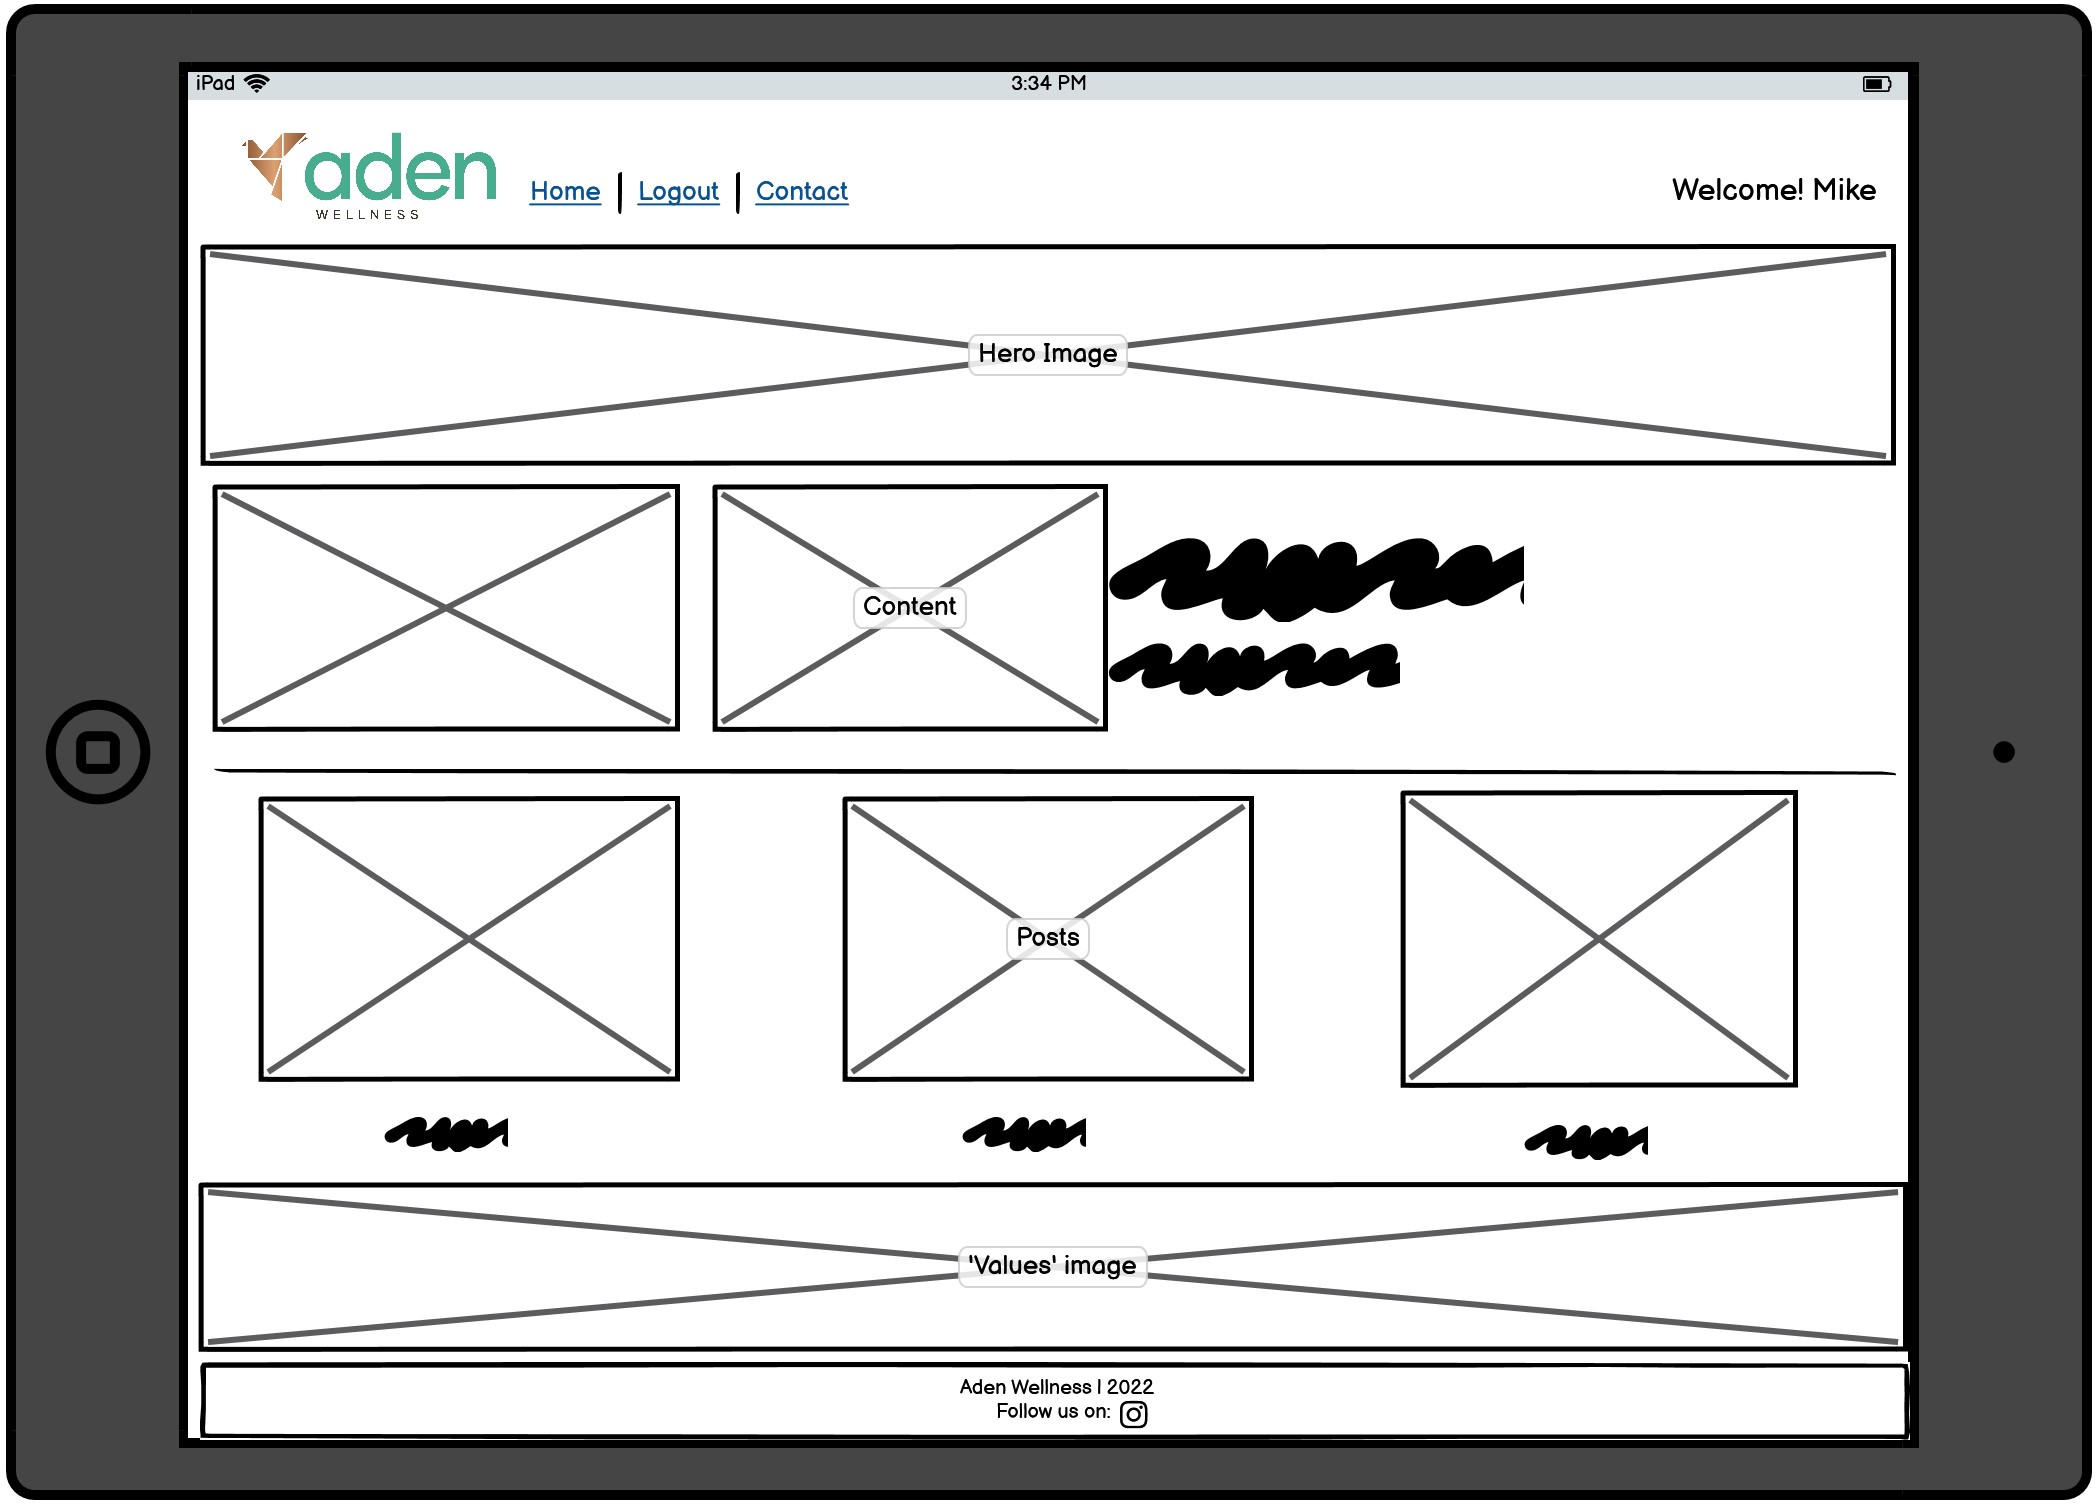 iPad 3:34 PM
aden
WELLNESS
Home | Logout | Contact
Welcome! Mike
Hero Image
Content
Posts
'Values' image
Aden Wellness | 2022
Follow us on: